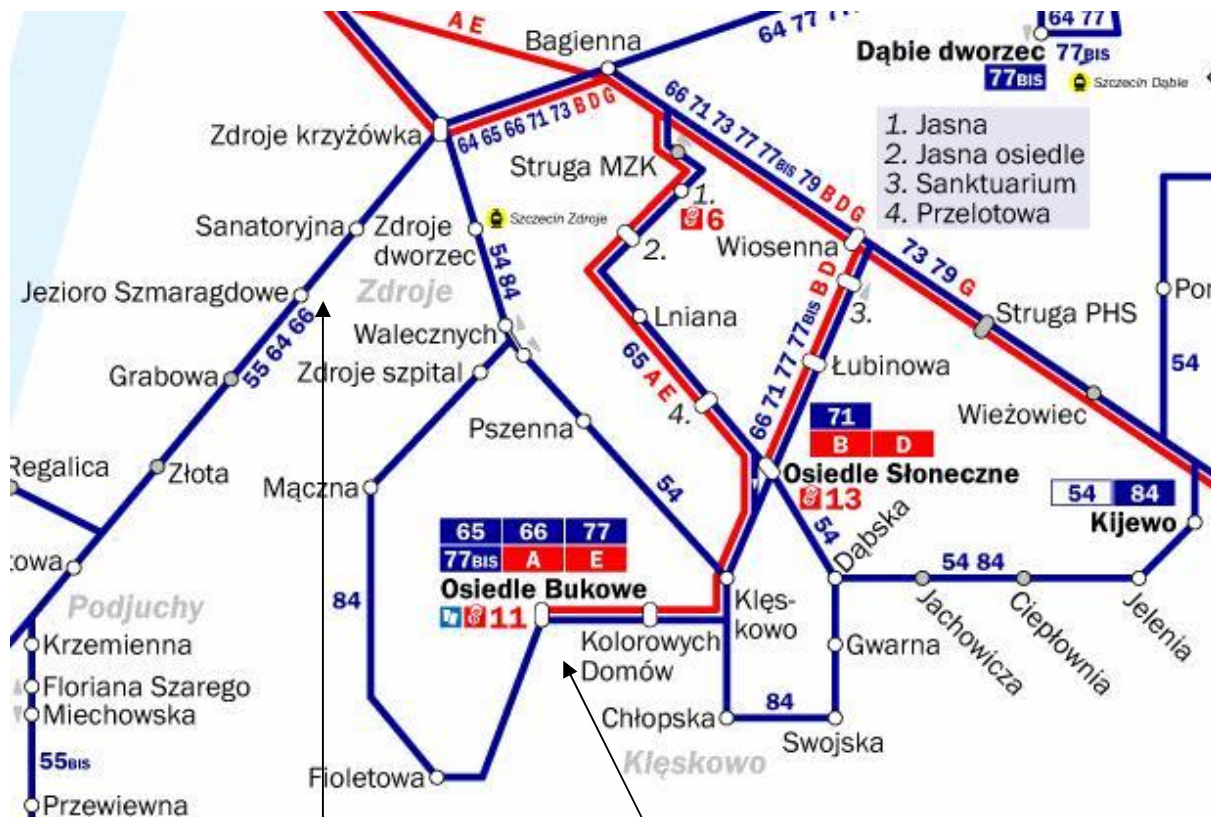 A E
Bagienna
64 77 77
64 77
Dąbie dworzec 77BIS
77BIS
Szczecin Dąbie
Zdroje krzyżówka
64 65 66 71 73 B D G
66 71 73 77 77BIS 79 B D G
Struga MZK
1.
6
1. Jasna
2. Jasna osiedle
3. Sanktuarium
4. Przelotowa
Sanatoryjna
Zdroje
dworzec
Szczecin Zdroje
2.
Wiosenna
73 79 G
54 84
Jezioro Szmaragdowe
Zdroje
Walecznych
Lniana
B D
3.
Struga PHS
Por
55 64 66
Grabowa
Zdroje szpital
65 A E
66 71 77 77BIS
Łubinowa
54
4.
Wieżowiec
Pszenna
71
B D
Regalica
Złota
Mączna
54
Osiedle Słoneczne
13
54 84
Kijewo
65 66 77
77BIS A E
Osiedle Bukowe
11
54
Dąbska
towa
Podjuchy
84
Kolorowych
Domów
Klęs-
kowo
54 84
Jachowicza
Ciepłownia
Jelenia
Krzemienna
Gwarna
Floriana Szarego
Miechowska
Chłopska
84
Swojska
55BIS
Fioletowa
Klęskowo
Przewiewna